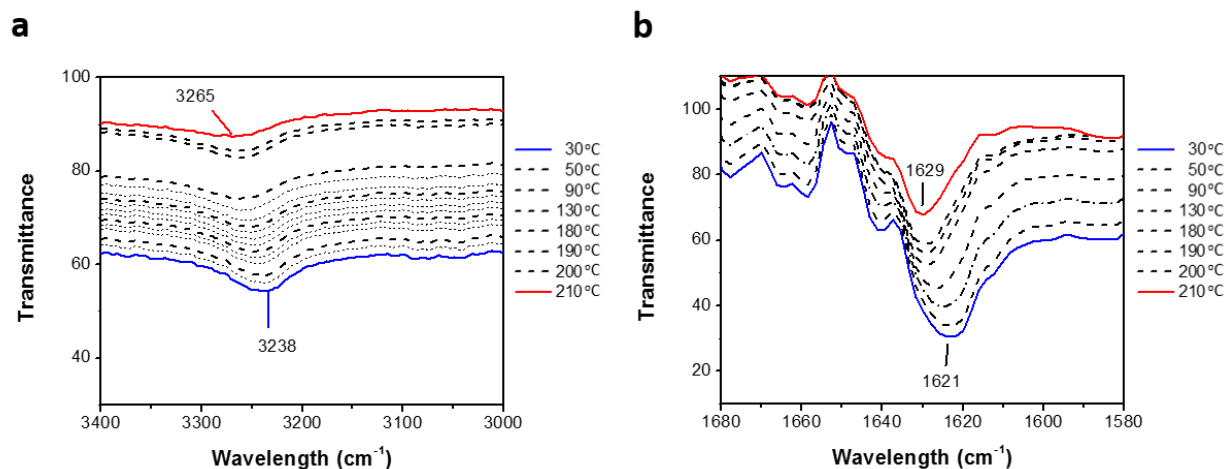 a
100
80
60
40
3400
3300
3200
3100
3000
Transmittance
Wavelength (cm-1)
3265
3238
30°C
50°C
90°C
130°C
180°C
190°C
200°C
210°C
b
100
80
60
40
20
1680
1660
1640
1620
1600
1580
Transmittance
Wavelength (cm-1)
1629
1621
30°C
50°C
90°C
130°C
180°C
190°C
200°C
210°C